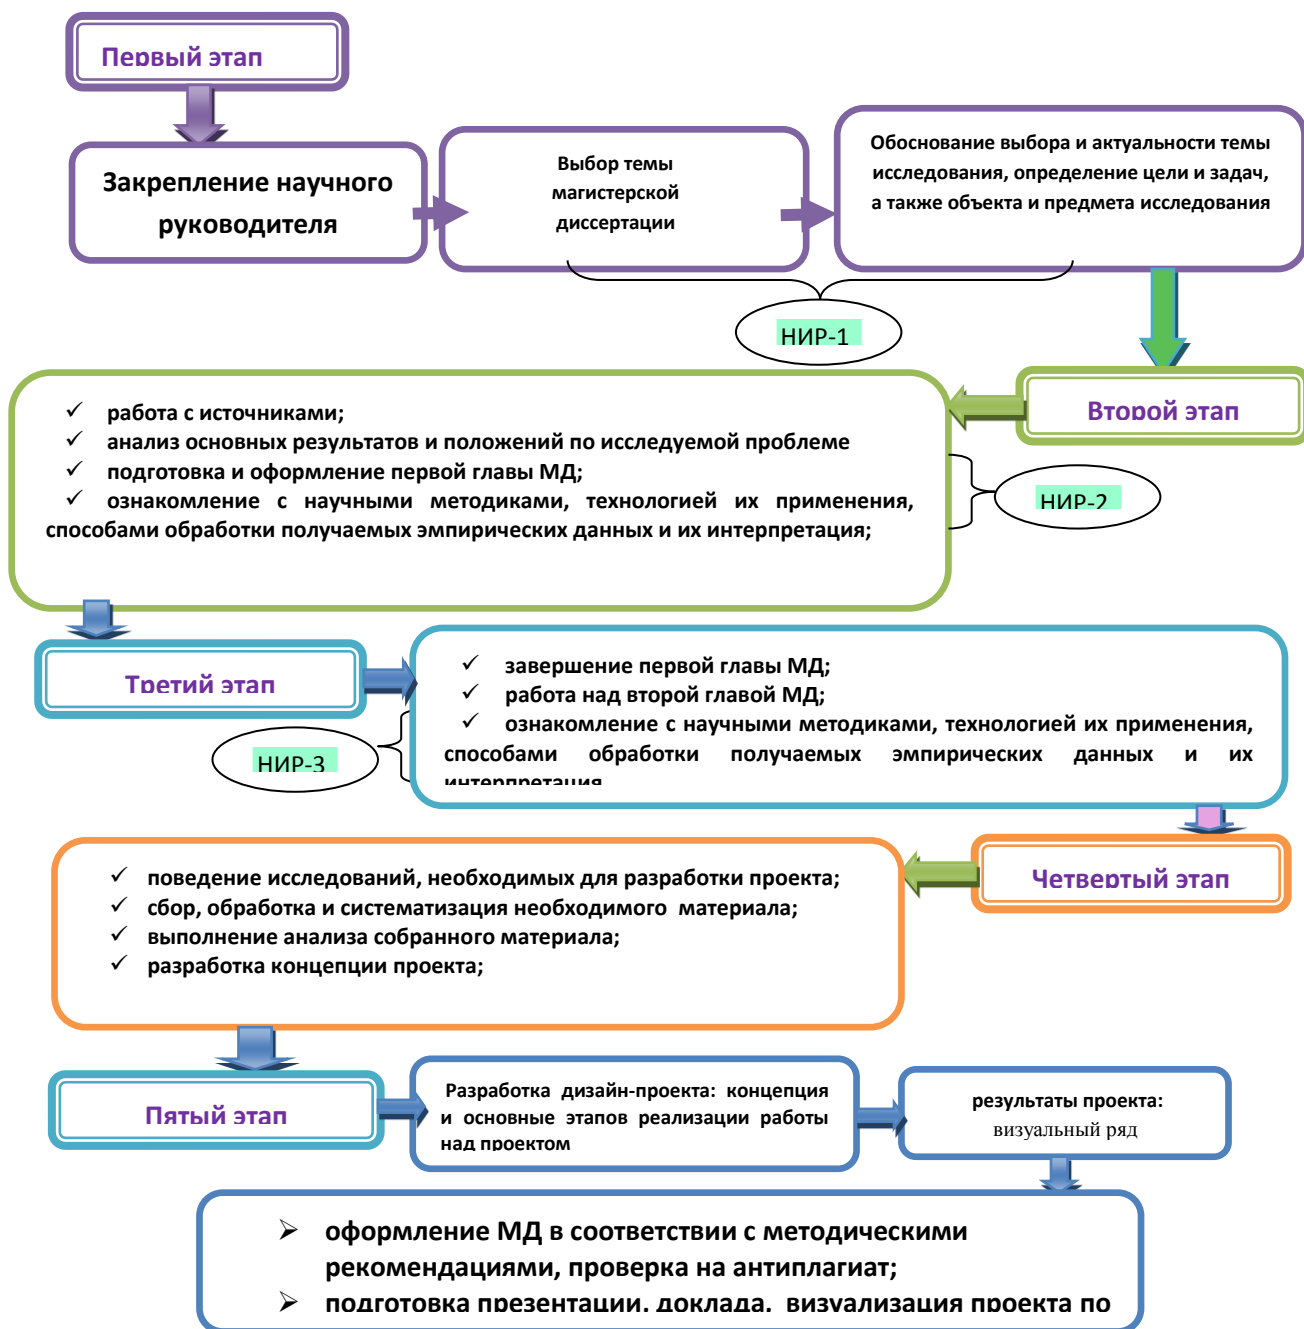 Первый этап
Закрепление научного
руководителя
Выбор темы
магистерской
диссертации
Обоснование выбора и актуальности темы
исследования, определение цели и задач,
а также объекта и предмета исследования
НИР-1
Второй этап
✓ работа с источниками;
✓ анализ основных результатов и положений по исследуемой проблеме
✓ подготовка и оформление первой главы МД;
✓ ознакомление с научными методиками, технологией их применения,
способами обработки получаемых эмпирических данных и их интерпретация;
НИР-2
Третий этап
✓ завершение первой главы МД;
✓ работа над второй главой МД;
✓ ознакомление с научными методиками, технологией их применения,
способами обработки получаемых эмпирических данных и их
интерпретация
НИР-3
Четвертый этап
✓ поведение исследований, необходимых для разработки проекта;
✓ сбор, обработка и систематизация необходимого материала;
✓ выполнение анализа собранного материала;
✓ разработка концепции проекта;
Пятый этап
Разработка дизайн-проекта: концепция
и основные этапов реализации работы
над проектом
результаты проекта:
визуальный ряд
➢ оформление МД в соответствии с методическими
рекомендациями, проверка на антиплагиат;
➢ подготовка презентации, доклада, визуализация проекта по